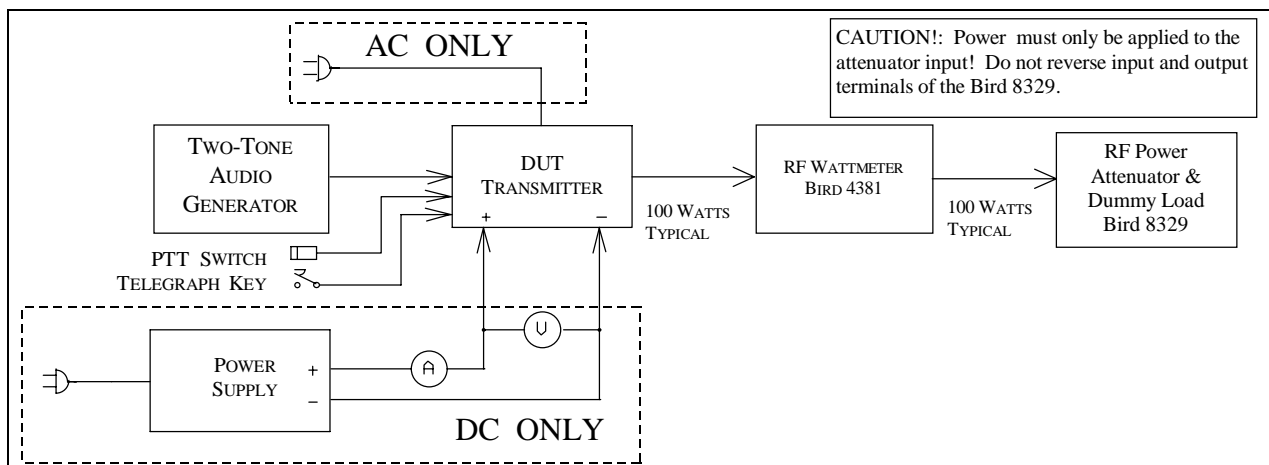 AC ONLY
CAUTION!: Power must only be applied to the
attenuator input! Do not reverse input and output
terminals of the Bird 8329.
TWO-TONE
AUDIO
GENERATOR
DUT
TRANSMITTER
+ −
RF WATTMETER
BIRD 4381
RF Power
Attenuator &
Dummy Load
Bird 8329
100 WATTS
TYPICAL
100 WATTS
TYPICAL
PTT SWITCH
TELEGRAPH KEY
POWER
SUPPLY
+
−
A
V
DC ONLY